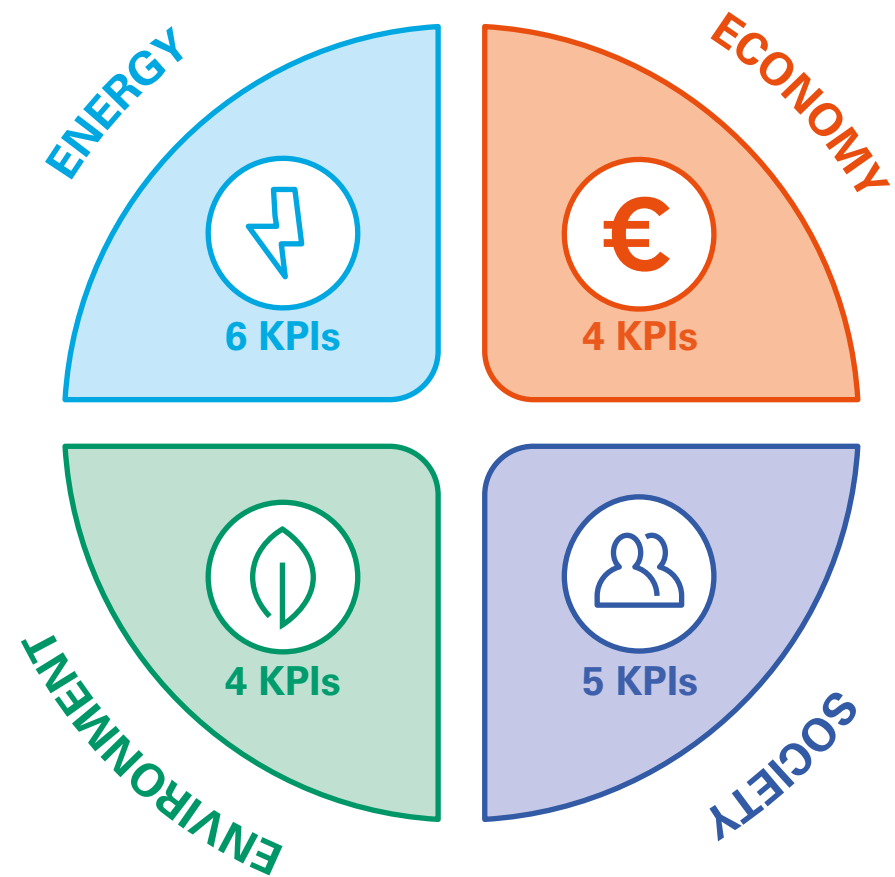 ENERGY
6 KPIs
ECONOMY
€
4 KPIs
ENVIRONMENT
4 KPIs
SOCIETY
5 KPIs